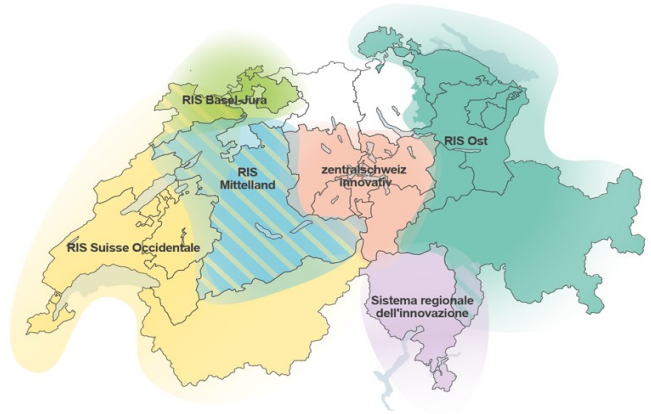 RIS Basel-Jura
RIS Ost
RIS
Mittelland
zentralschweiz
innovativ
RIS Suisse Occidentale
Sistema regionale
dell'innovazione